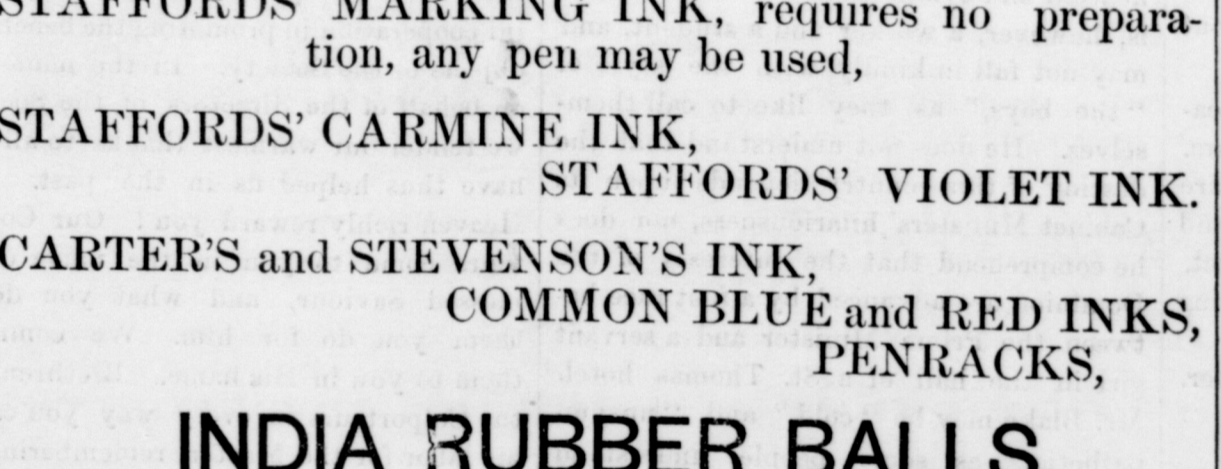 STAFFORDS' MARKING INK, requires no prepara-
tion, any pen may be used,
STAFFORDS' CARMINE INK,
STAFFORDS' VIOLET INK.
CARTER'S and STEVENSON'S INK,
COMMON BLUE and RED INKS,
PENRACKS,
INDIA RUBBER BALLS